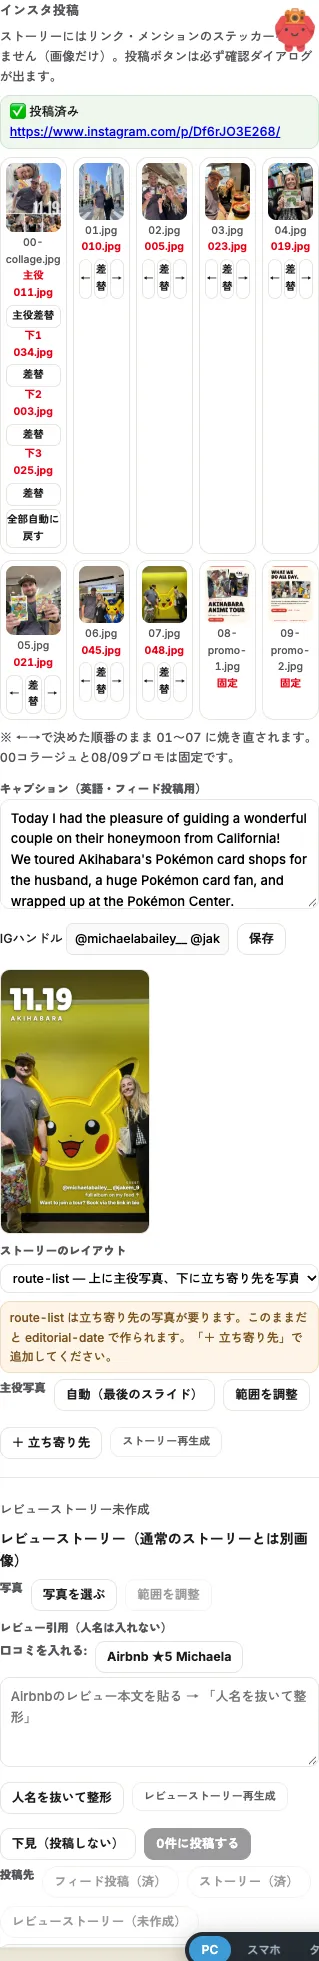 インスタ投稿
ストーリーにはリンク・メンションのステッカー
ません（画像だけ）。投稿ボタンは必ず確認ダイアログ
が出ます。
✅ 投稿済み
https://www.instagram.com/p/Df6rJO3E268/
00-
collage.jpg
主役
011.jpg
主役差替
下1
034.jpg
差替
下2
003.jpg
差替
下3
025.jpg
差替
全部自動に
戻す
01.jpg
010.jpg
← 差替 →
02.jpg
005.jpg
← 差替 →
03.jpg
023.jpg
← 差替 →
04.jpg
019.jpg
← 差替 →
05.jpg
021.jpg
← 差替 →
06.jpg
045.jpg
← 差替 →
07.jpg
048.jpg
← 差替 →
AKIHABARA
ANIME TOUR
08-
promo-
1.jpg
固定
WHAT WE
DO ALL DAY.
09-
promo-
2.jpg
固定
※ ←→で決めた順番のまま 01〜07 に焼き直されます。
00コラージュと08/09プロモは固定です。
キャプション（英語・フィード投稿用）
Today I had the pleasure of guiding a wonderful
couple on their honeymoon from California!
We toured Akihabara's Pokémon card shops for
the husband, a huge Pokémon card fan, and
wrapped up at the Pokémon Center.
IGハンドル @michaelabailey__ @jak 保存
11.19
AKIHABARA
full album on my feed
Want to join a tour? Book via the link in bio
ストーリーのレイアウト
route-list — 上に主役写真、下に立ち寄り先を写真
route-list は立ち寄り先の写真が要ります。このままだ
と editorial-date で作られます。「＋ 立ち寄り先」で
追加してください。
主役写真 自動（最後のスライド） 範囲を調整
＋ 立ち寄り先 ストーリー再生成
レビューストーリー未作成
レビューストーリー（通常のストーリーとは別画
像）
写真 写真を選ぶ 範囲を調整
レビュー引用（人名は入れない）
口コミを入れる: Airbnb ★5 Michaela
Airbnbのレビュー本文を貼る → 「人名を抜いて整
形」
人名を抜いて整形 レビューストーリー再生成
下見（投稿しない） 0件に投稿する
投稿先 フィード投稿（済） ストーリー（済）
レビューストーリー（未作成）
PC スマホ